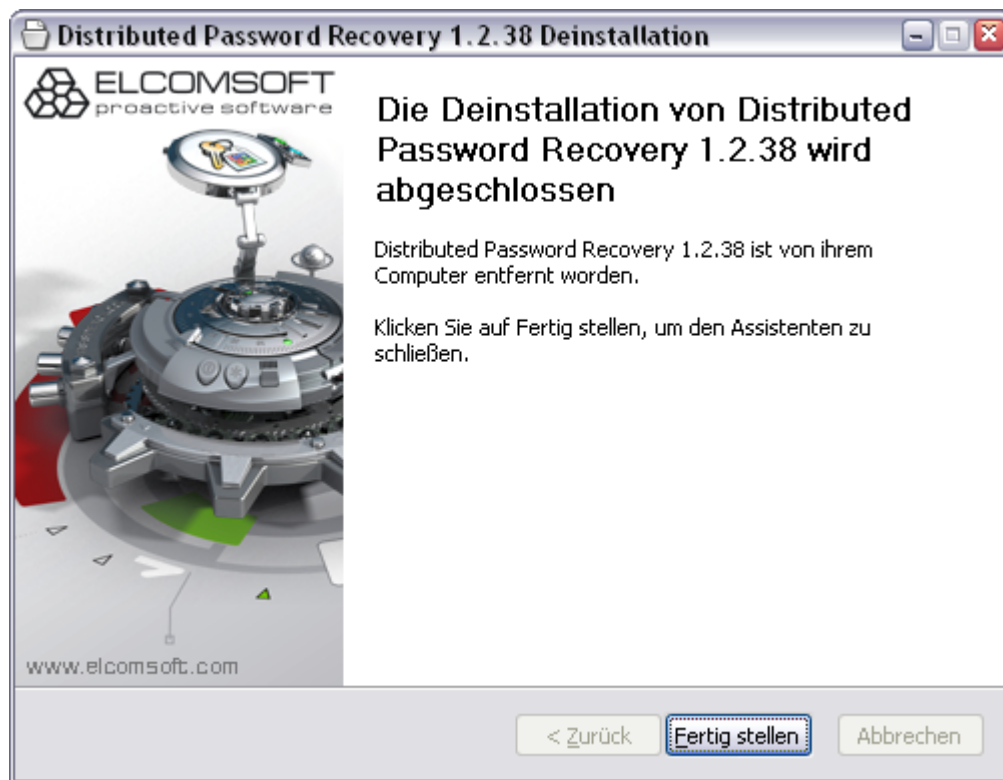 Distributed Password Recovery 1.2.38 Deinstallation
ELCOMSOFT
proactive software
Die Deinstallation von Distributed
Password Recovery 1.2.38 wird
abgeschlossen
Distributed Password Recovery 1.2.38 ist von ihrem
Computer entfernt worden.
Klicken Sie auf Fertig stellen, um den Assistenten zu
schließen.
www.elcomsoft.com
< Zurück
Fertig stellen
Abbrechen